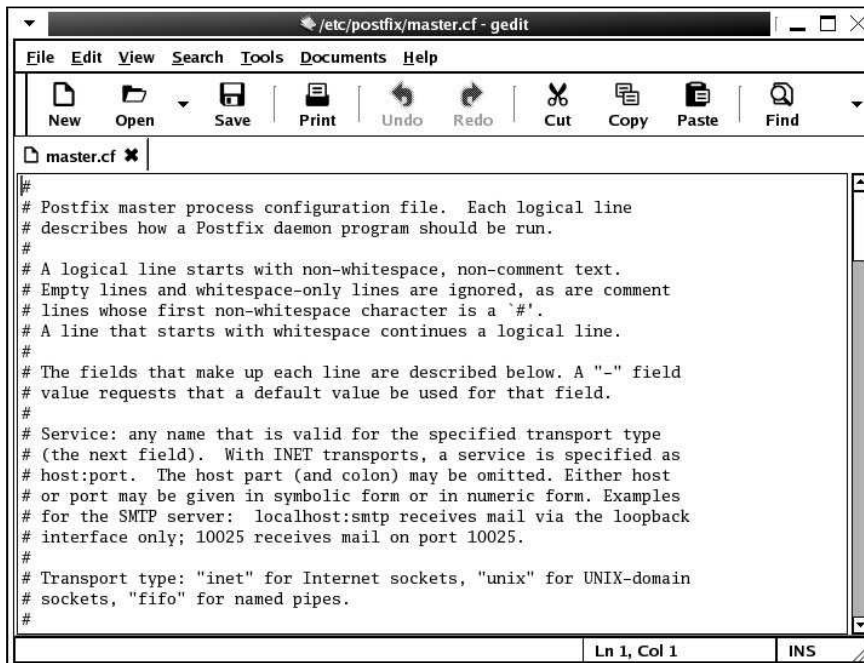 /etc/postfix/master.cf - gedit
File Edit View Search Tools Documents Help
New Open Save Print Undo Redo Cut Copy Paste Find
master.cf
#
# Postfix master process configuration file.  Each logical line
# describes how a Postfix daemon program should be run.
#
# A logical line starts with non-whitespace, non-comment text.
# Empty lines and whitespace-only lines are ignored, as are comment
# lines whose first non-whitespace character is a `#'.
# A line that starts with whitespace continues a logical line.
#
# The fields that make up each line are described below. A "-" field
# value requests that a default value be used for that field.
#
# Service: any name that is valid for the specified transport type
# (the next field).  With INET transports, a service is specified as
# host:port.  The host part (and colon) may be omitted. Either host
# or port may be given in symbolic form or in numeric form. Examples
# for the SMTP server:  localhost:smtp receives mail via the loopback
# interface only; 10025 receives mail on port 10025.
#
# Transport type: "inet" for Internet sockets, "unix" for UNIX-domain
# sockets, "fifo" for named pipes.
#
Ln 1, Col 1 INS